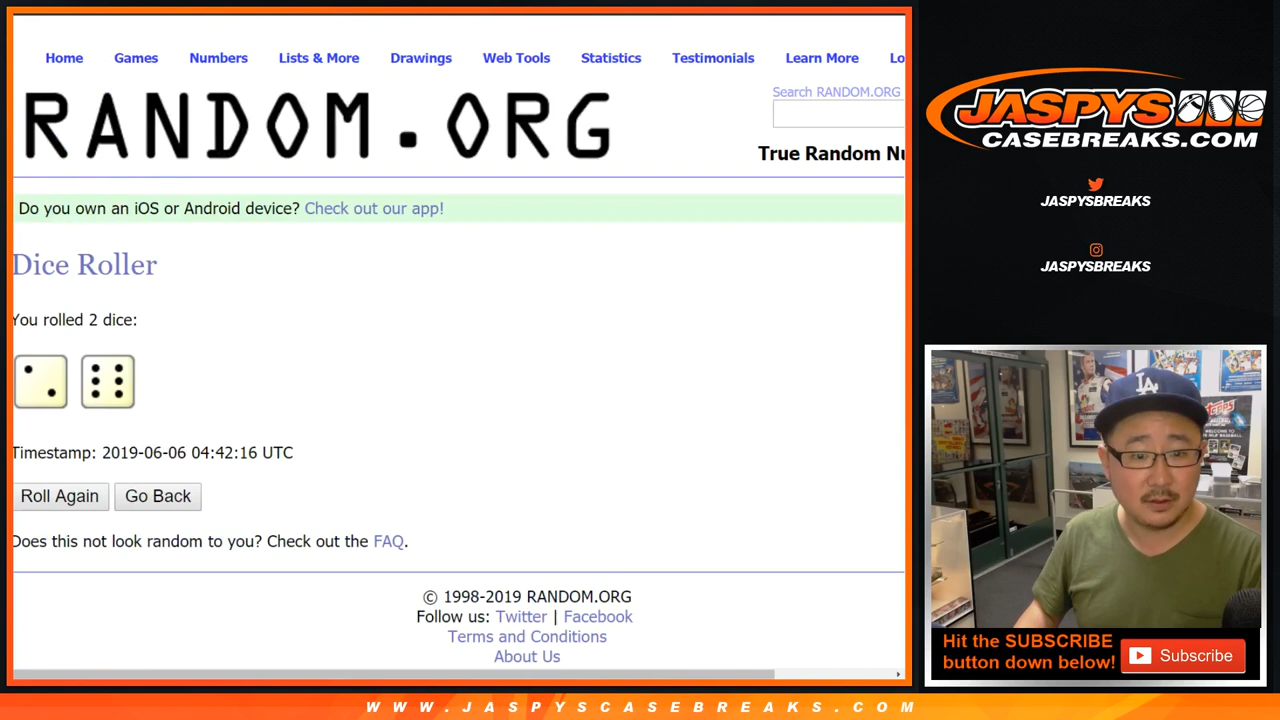 Home Games Numbers Lists & More Drawings Web Tools Statistics Testimonials Learn More Lo
RANDOM.ORG
Search RANDOM.ORG
True Random Nu
Do you own an iOS or Android device? Check out our app!
Dice Roller
You rolled 2 dice:
Timestamp: 2019-06-06 04:42:16 UTC
Roll Again Go Back
Does this not look random to you? Check out the FAQ.
© 1998-2019 RANDOM.ORG
Follow us: Twitter | Facebook
Terms and Conditions
About Us
JASPYS
CASEBREAKS.COM
JASPYSBREAKS
JASPYSBREAKS
LA
topps
Hit the SUBSCRIBE
button down below!
Subscribe
WWW.JASPYSCASEBREAKS.COM